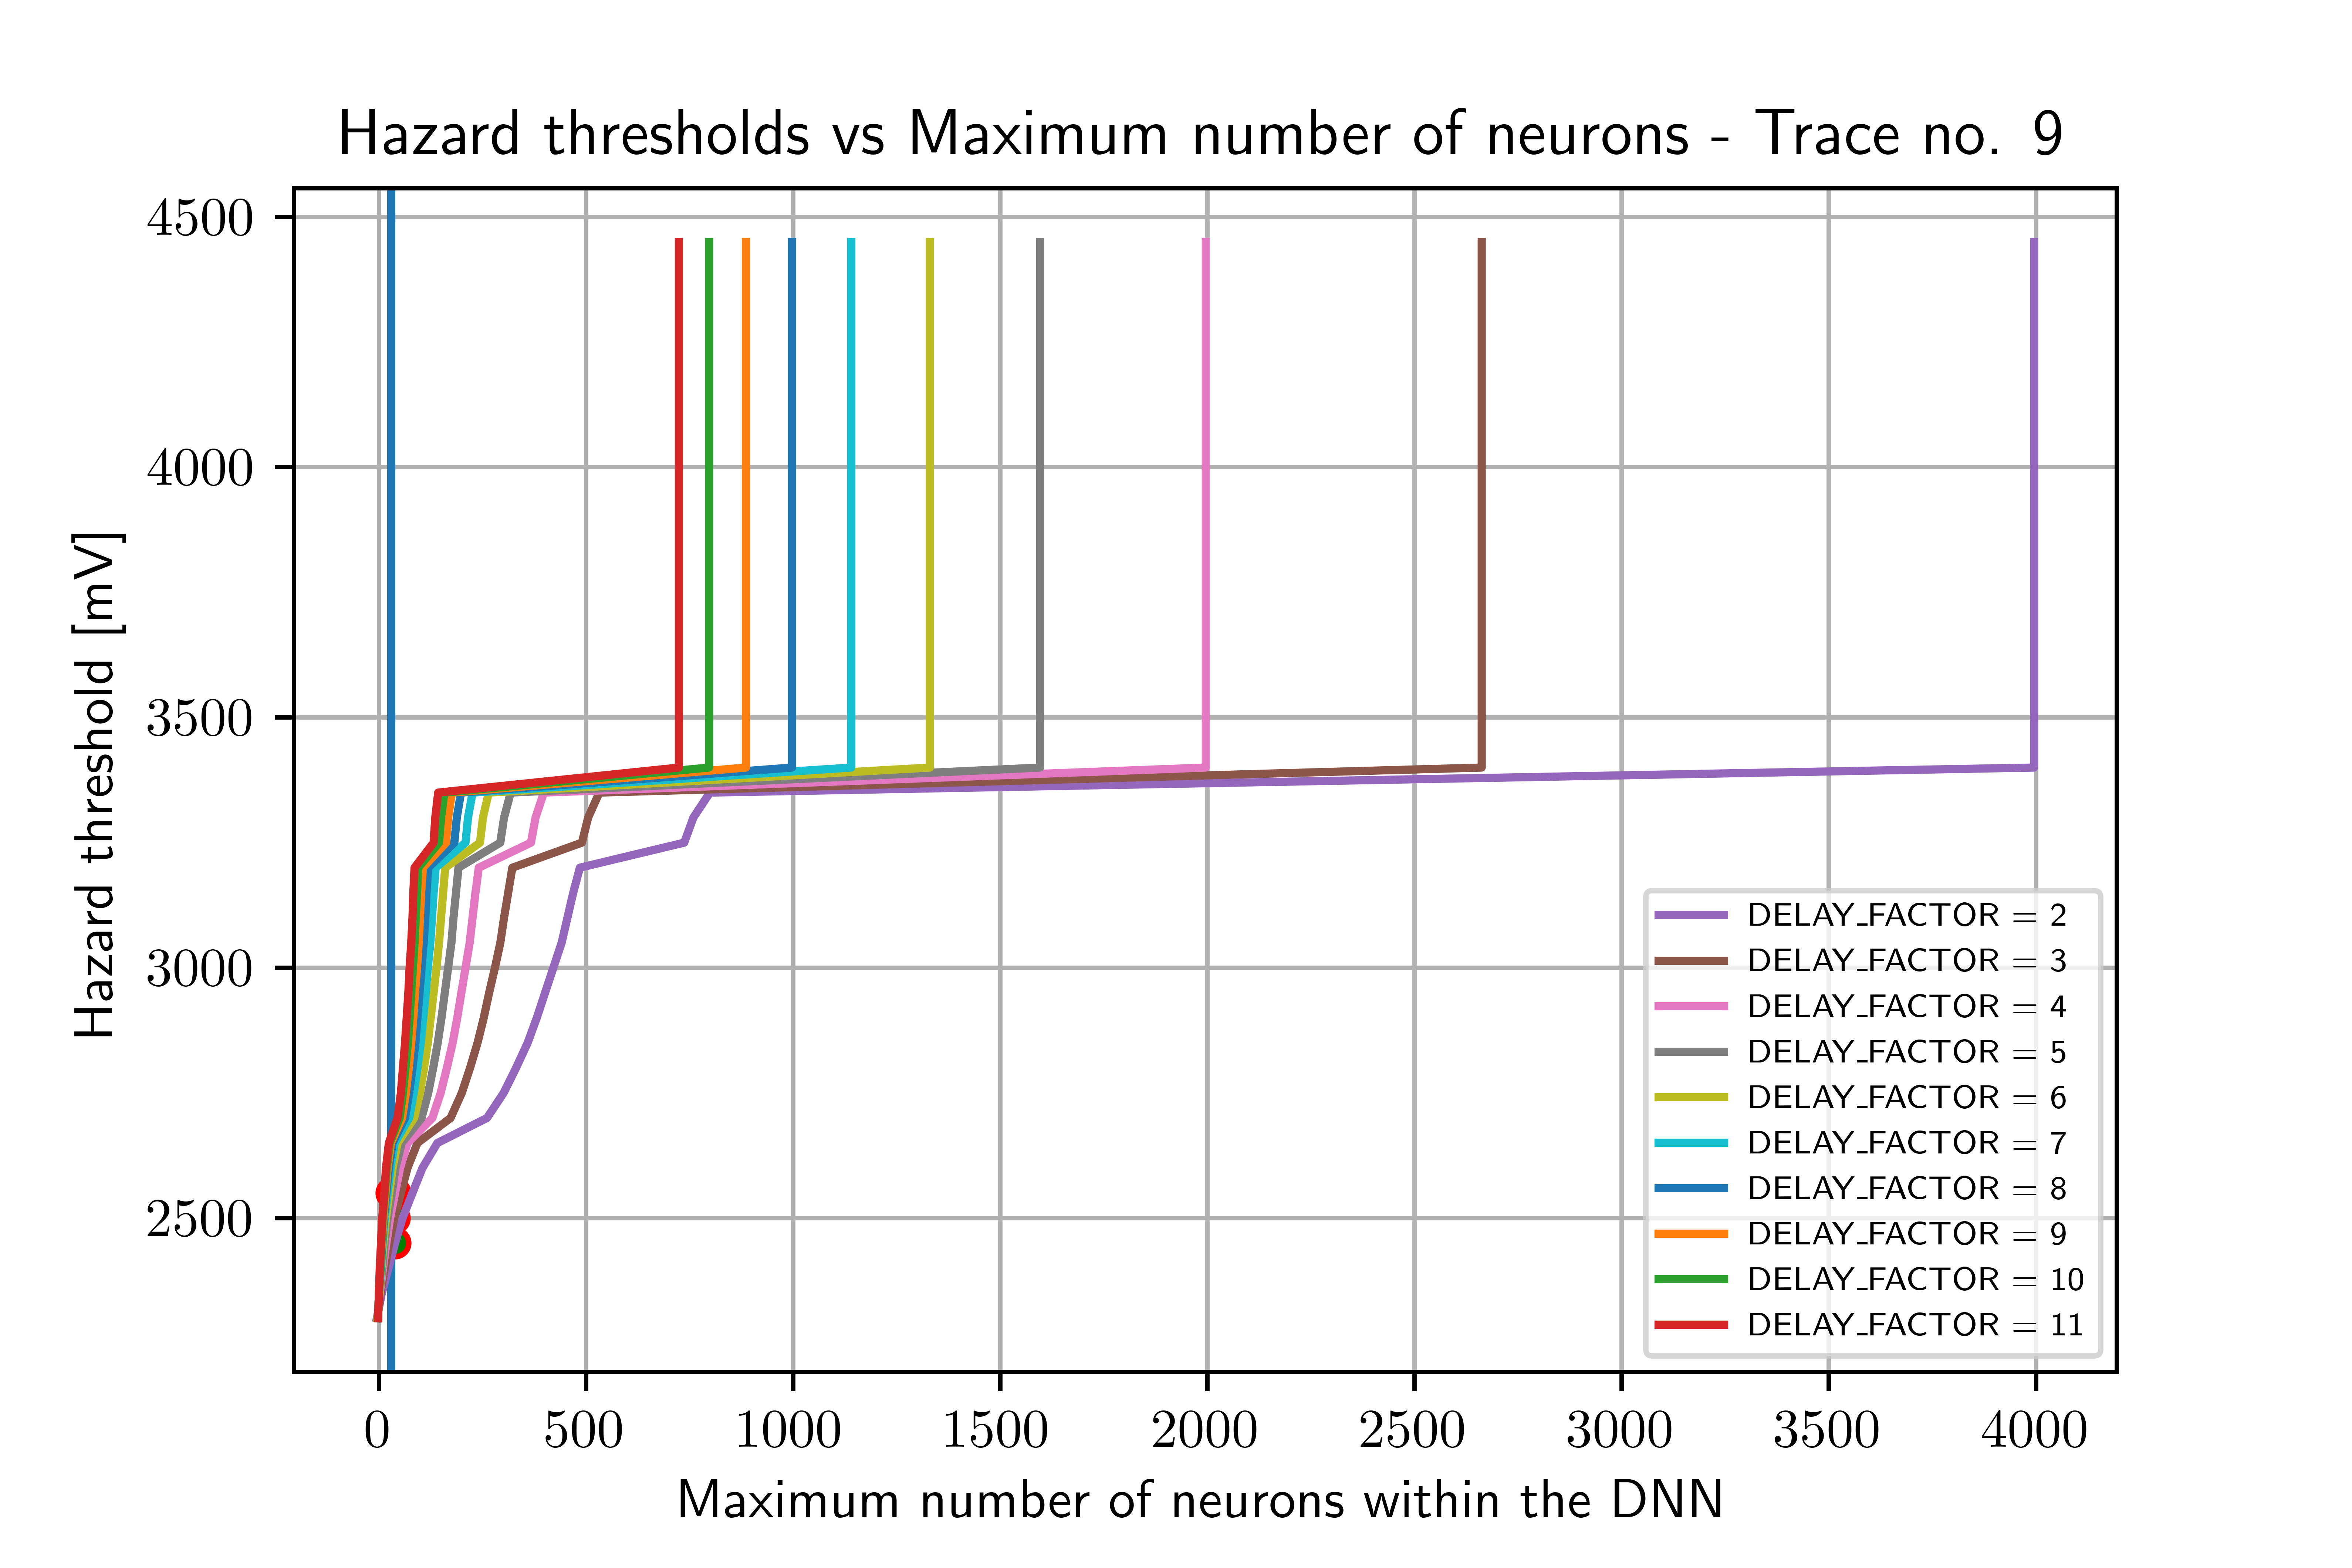 Hazard thresholds vs Maximum number of neurons - Trace no. 9
Hazard threshold [mV]
4500
4000
3500
3000
2500
0 500 1000 1500 2000 2500 3000 3500 4000
Maximum number of neurons within the DNN
DELAY_FACTOR = 2
DELAY_FACTOR = 3
DELAY_FACTOR = 4
DELAY_FACTOR = 5
DELAY_FACTOR = 6
DELAY_FACTOR = 7
DELAY_FACTOR = 8
DELAY_FACTOR = 9
DELAY_FACTOR = 10
DELAY_FACTOR = 11